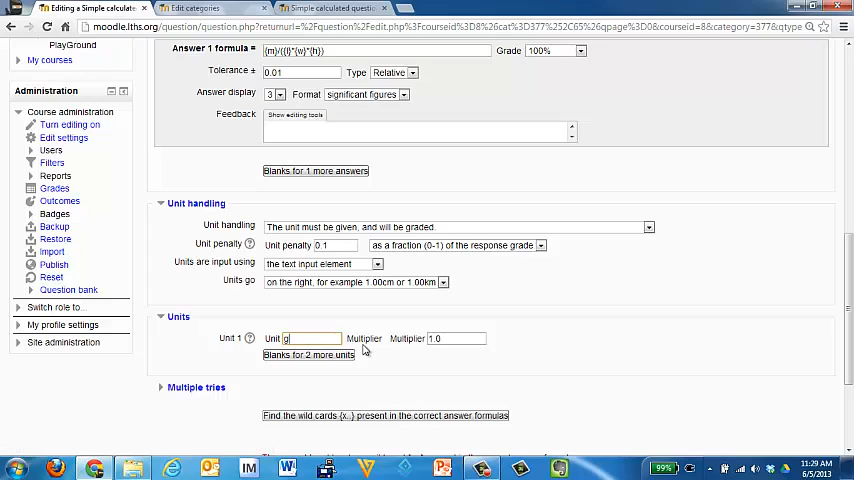 Editing a Simple calculate
Edit categories
Simple calculated questio
moodle.lths.org/question/question.php?returnurl=%2Fquestion%2Fedit.php%3Fcourseid%3D8%26cat%3D377%252C65%26qpage%3D0&courseid=8&category=377&qtype
PlayGround
My courses
Administration
Course administration
Turn editing on
Edit settings
Users
Filters
Reports
Grades
Outcomes
Badges
Backup
Restore
Import
Publish
Reset
Question bank
Switch role to...
My profile settings
Site administration
Answer 1 formula = {m}/({l}*{w}*{h}) Grade 100%
Tolerance ± 0.01 Type Relative
Answer display 3 Format significant figures
Feedback Show editing tools
Blanks for 1 more answers
Unit handling
Unit handling The unit must be given, and will be graded.
Unit penalty Unit penalty 0.1 as a fraction (0-1) of the response grade
Units are input using the text input element
Units go on the right, for example 1.00cm or 1.00km
Units
Unit 1 Unit g Multiplier Multiplier 1.0
Blanks for 2 more units
Multiple tries
Find the wild cards {x..} present in the correct answer formulas
99%
11:29 AM
6/5/2013